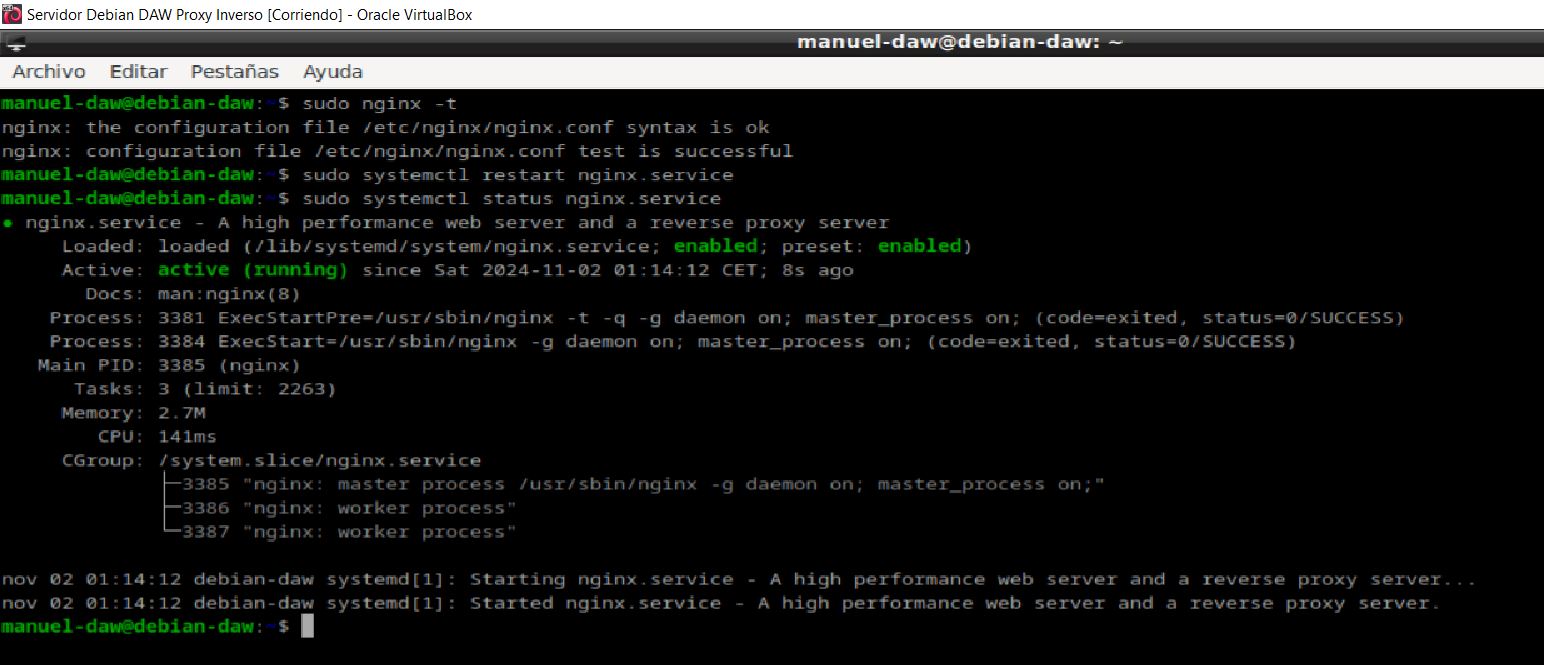 Servidor Debian DAW Proxy Inverso [Corriendo] - Oracle VirtualBox
manuel-daw@debian-daw: ~
Archivo Editar Pestañas Ayuda
manuel-daw@debian-daw:~$ sudo nginx -t
nginx: the configuration file /etc/nginx/nginx.conf syntax is ok
nginx: configuration file /etc/nginx/nginx.conf test is successful
manuel-daw@debian-daw:~$ sudo systemctl restart nginx.service
manuel-daw@debian-daw:~$ sudo systemctl status nginx.service
● nginx.service - A high performance web server and a reverse proxy server
     Loaded: loaded (/lib/systemd/system/nginx.service; enabled; preset: enabled)
     Active: active (running) since Sat 2024-11-02 01:14:12 CET; 8s ago
       Docs: man:nginx(8)
    Process: 3381 ExecStartPre=/usr/sbin/nginx -t -q -g daemon on; master_process on; (code=exited, status=0/SUCCESS)
    Process: 3384 ExecStart=/usr/sbin/nginx -g daemon on; master_process on; (code=exited, status=0/SUCCESS)
   Main PID: 3385 (nginx)
      Tasks: 3 (limit: 2263)
     Memory: 2.7M
        CPU: 141ms
     CGroup: /system.slice/nginx.service
             ├─3385 "nginx: master process /usr/sbin/nginx -g daemon on; master_process on;"
             ├─3386 "nginx: worker process"
             └─3387 "nginx: worker process"
nov 02 01:14:12 debian-daw systemd[1]: Starting nginx.service - A high performance web server and a reverse proxy server...
nov 02 01:14:12 debian-daw systemd[1]: Started nginx.service - A high performance web server and a reverse proxy server.
manuel-daw@debian-daw:~$